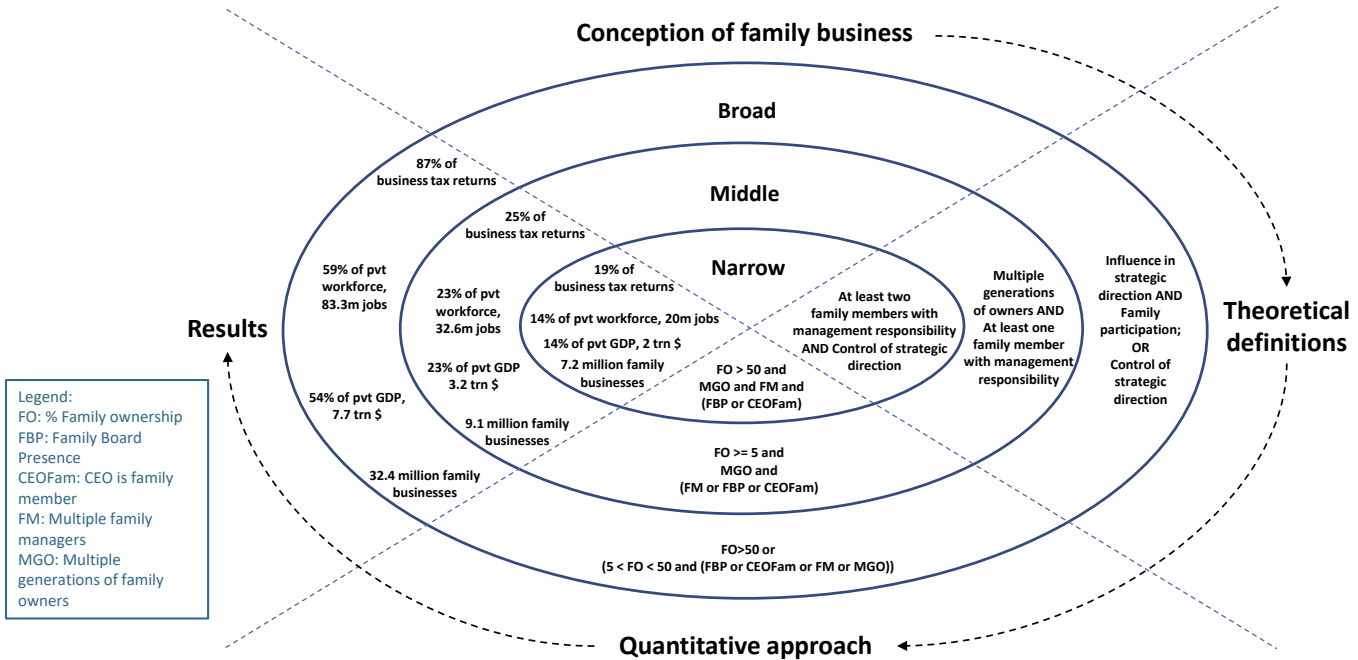 Conception of family business
Broad
87% of
business tax returns
Middle
25% of
business tax returns
Narrow
19% of
business tax returns
59% of pvt
workforce,
83.3m jobs
23% of pvt
workforce,
32.6m jobs
14% of pvt workforce, 20m jobs
14% of pvt GDP, 2 trn $
7.2 million family
businesses
23% of pvt GDP
3.2 trn $
54% of pvt GDP,
7.7 trn $
9.1 million family
businesses
32.4 million family
businesses
At least two
family members with
management responsibility
AND Control of strategic
direction
Multiple
generations
of owners AND
At least one
family member
with management
responsibility
Influence in
strategic
direction AND
Family
participation;
OR
Control of
strategic
direction
Theoretical
definitions
Results
FO > 50 and
MGO and FM and
(FBP or CEOFam)
FO >= 5 and
MGO and
(FM or FBP or CEOFam)
FO>50 or
(5 < FO < 50 and (FBP or CEOFam or FM or MGO))
Quantitative approach
Legend:
FO: % Family ownership
FBP: Family Board
Presence
CEOFam: CEO is family
member
FM: Multiple family
managers
MGO: Multiple
generations of family
owners